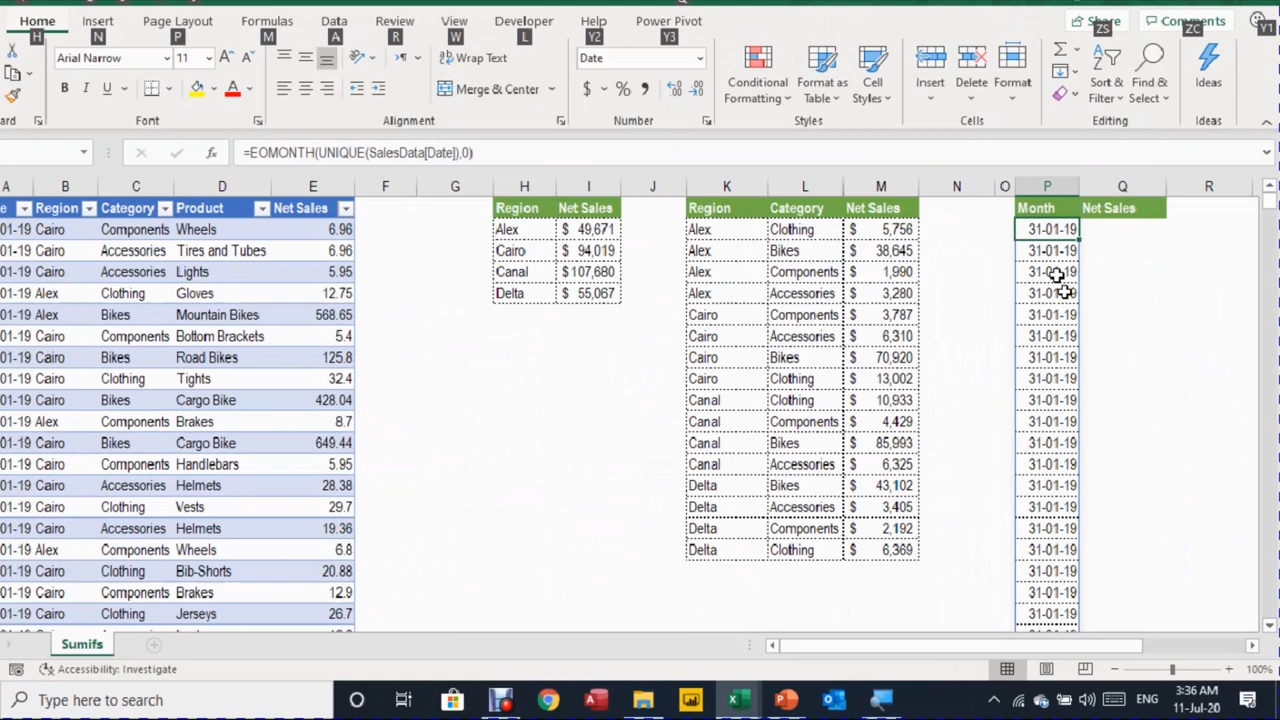 Home Insert Page Layout Formulas Data Review View Developer Help Power Pivot Share Comments
H N P M A R W L Y2 Y3 ZS ZC Y1
Arial Narrow 11 A A ab Wrap Text Date
B I U A Merge & Center $ % 9
Conditional Formatting Format as Table Cell Styles Insert Delete Format Sort & Filter Find & Select Ideas
ard Font Alignment Number Styles Cells Editing Ideas
fx =EOMONTH(UNIQUE(SalesData[Date]),0)
A B C D E F G H I J K L M N O P Q R
e Region Category Product Net Sales Region Net Sales Region Category Net Sales Month Net Sales
01-19 Cairo Components Wheels 6.96 Alex $ 49,671 Alex Clothing $ 5,756 31-01-19
01-19 Cairo Accessories Tires and Tubes 6.96 Cairo $ 94,019 Alex Bikes $ 38,645 31-01-19
01-19 Cairo Accessories Lights 5.95 Canal $107,680 Alex Components $ 1,990 31-01-19
01-19 Alex Clothing Gloves 12.75 Delta $ 55,067 Alex Accessories $ 3,280 31-01-19
01-19 Alex Bikes Mountain Bikes 568.65 Cairo Components $ 3,787 31-01-19
01-19 Cairo Components Bottom Brackets 5.4 Cairo Accessories $ 6,310 31-01-19
01-19 Cairo Bikes Road Bikes 125.8 Cairo Bikes $ 70,920 31-01-19
01-19 Cairo Clothing Tights 32.4 Cairo Clothing $ 13,002 31-01-19
01-19 Cairo Bikes Cargo Bike 428.04 Canal Clothing $ 10,933 31-01-19
01-19 Alex Components Brakes 8.7 Canal Components $ 4,429 31-01-19
01-19 Cairo Bikes Cargo Bike 649.44 Canal Bikes $ 85,993 31-01-19
01-19 Cairo Components Handlebars 5.95 Canal Accessories $ 6,325 31-01-19
01-19 Cairo Accessories Helmets 28.38 Delta Bikes $ 43,102 31-01-19
01-19 Cairo Clothing Vests 29.7 Delta Accessories $ 3,405 31-01-19
01-19 Cairo Accessories Helmets 19.36 Delta Components $ 2,192 31-01-19
01-19 Alex Components Wheels 6.8 Delta Clothing $ 6,369 31-01-19
01-19 Cairo Clothing Bib-Shorts 20.88 31-01-19
01-19 Cairo Components Brakes 12.9 31-01-19
01-19 Cairo Clothing Jerseys 26.7 31-01-19
Sumifs
Accessibility: Investigate 100%
Type here to search ENG 3:36 AM
11-Jul-20